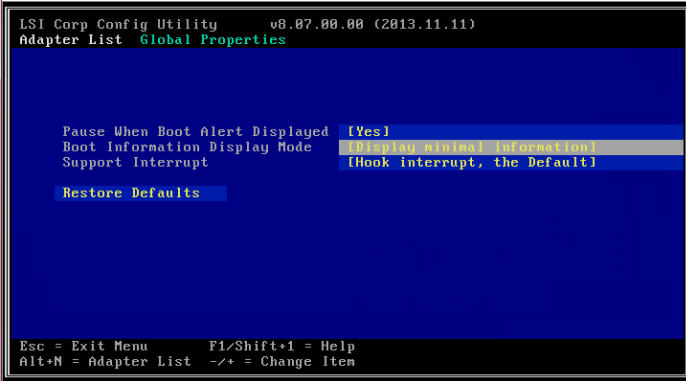 LSI Corp Config Utility v8.07.00.00 (2013.11.11)
Adapter List Global Properties
Pause When Boot Alert Displayed [Yes]
Boot Information Display Mode [Display minimal information]
Support Interrupt [Hook interrupt, the Default]
Restore Defaults
Esc = Exit Menu F1/Shift+1 = Help
Alt+N = Adapter List -/+ = Change Item